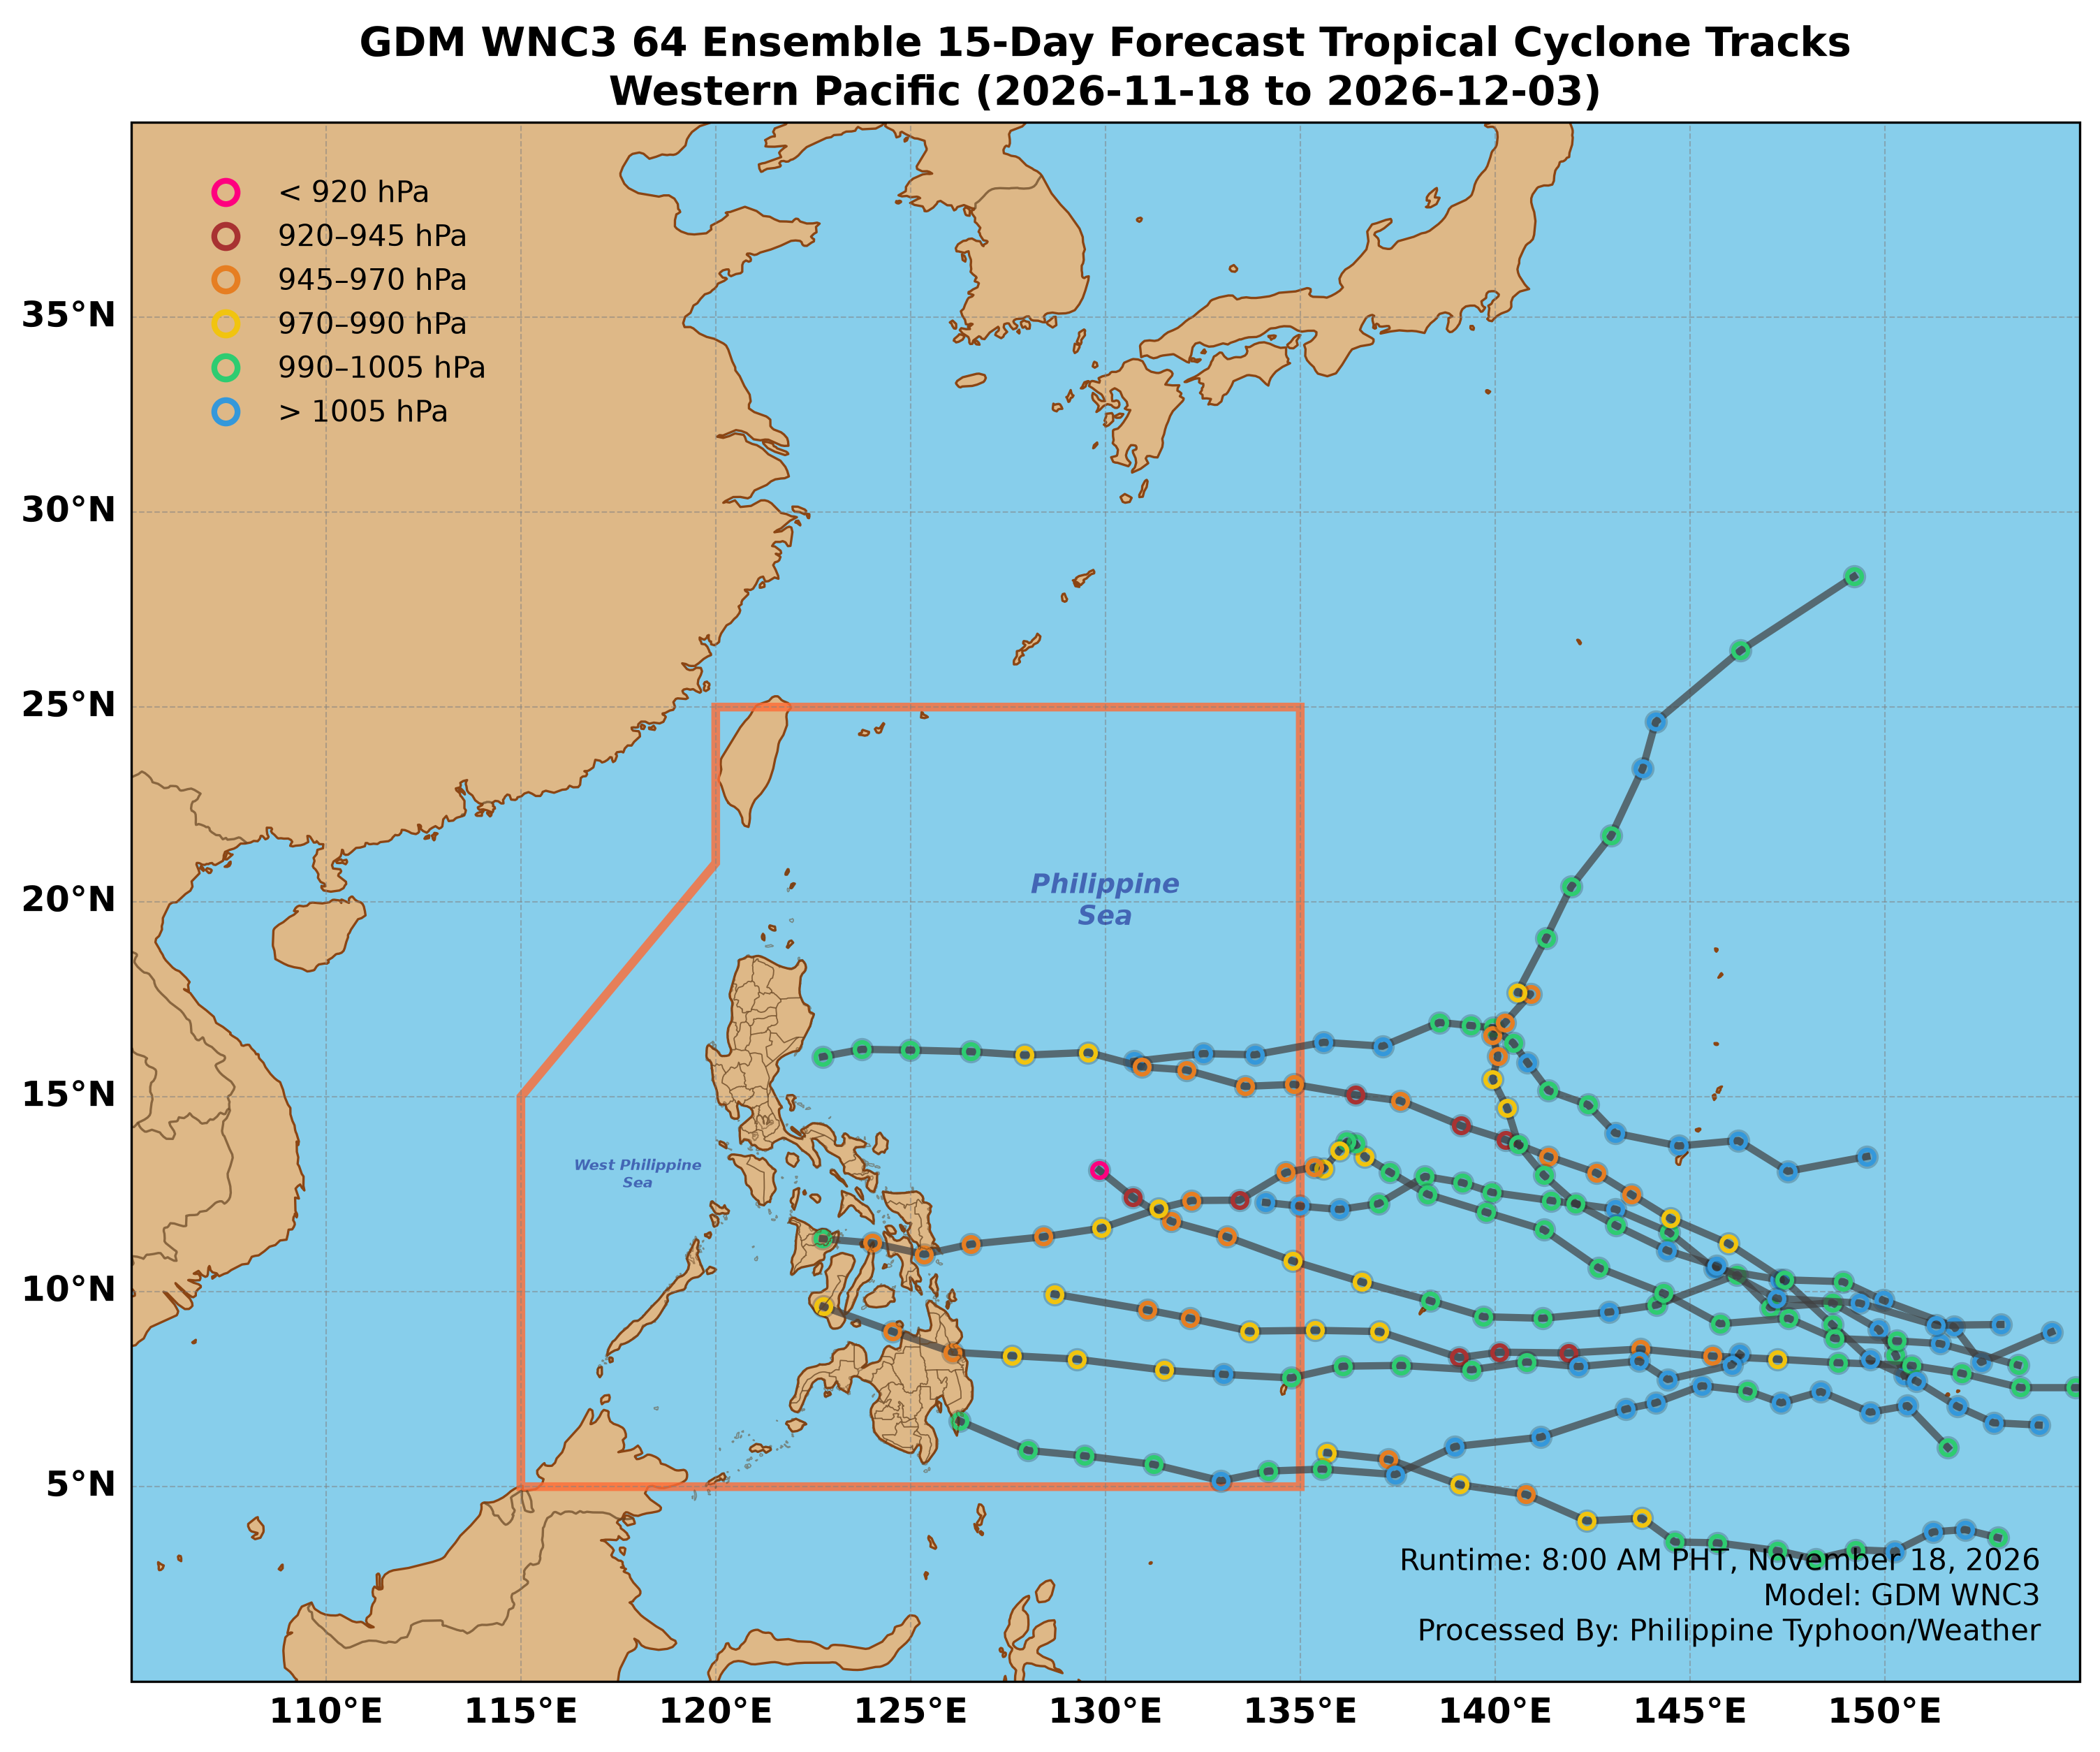 GDM WNC3 64 Ensemble 15-Day Forecast Tropical Cyclone Tracks
Western Pacific (2026-11-18 to 2026-12-03)
< 920 hPa
920–945 hPa
945–970 hPa
970–990 hPa
990–1005 hPa
> 1005 hPa
35°N
30°N
25°N
20°N
15°N
10°N
5°N
Philippine
Sea
West Philippine
Sea
Runtime: 8:00 AM PHT, November 18, 2026
Model: GDM WNC3
Processed By: Philippine Typhoon/Weather
110°E
115°E
120°E
125°E
130°E
135°E
140°E
145°E
150°E